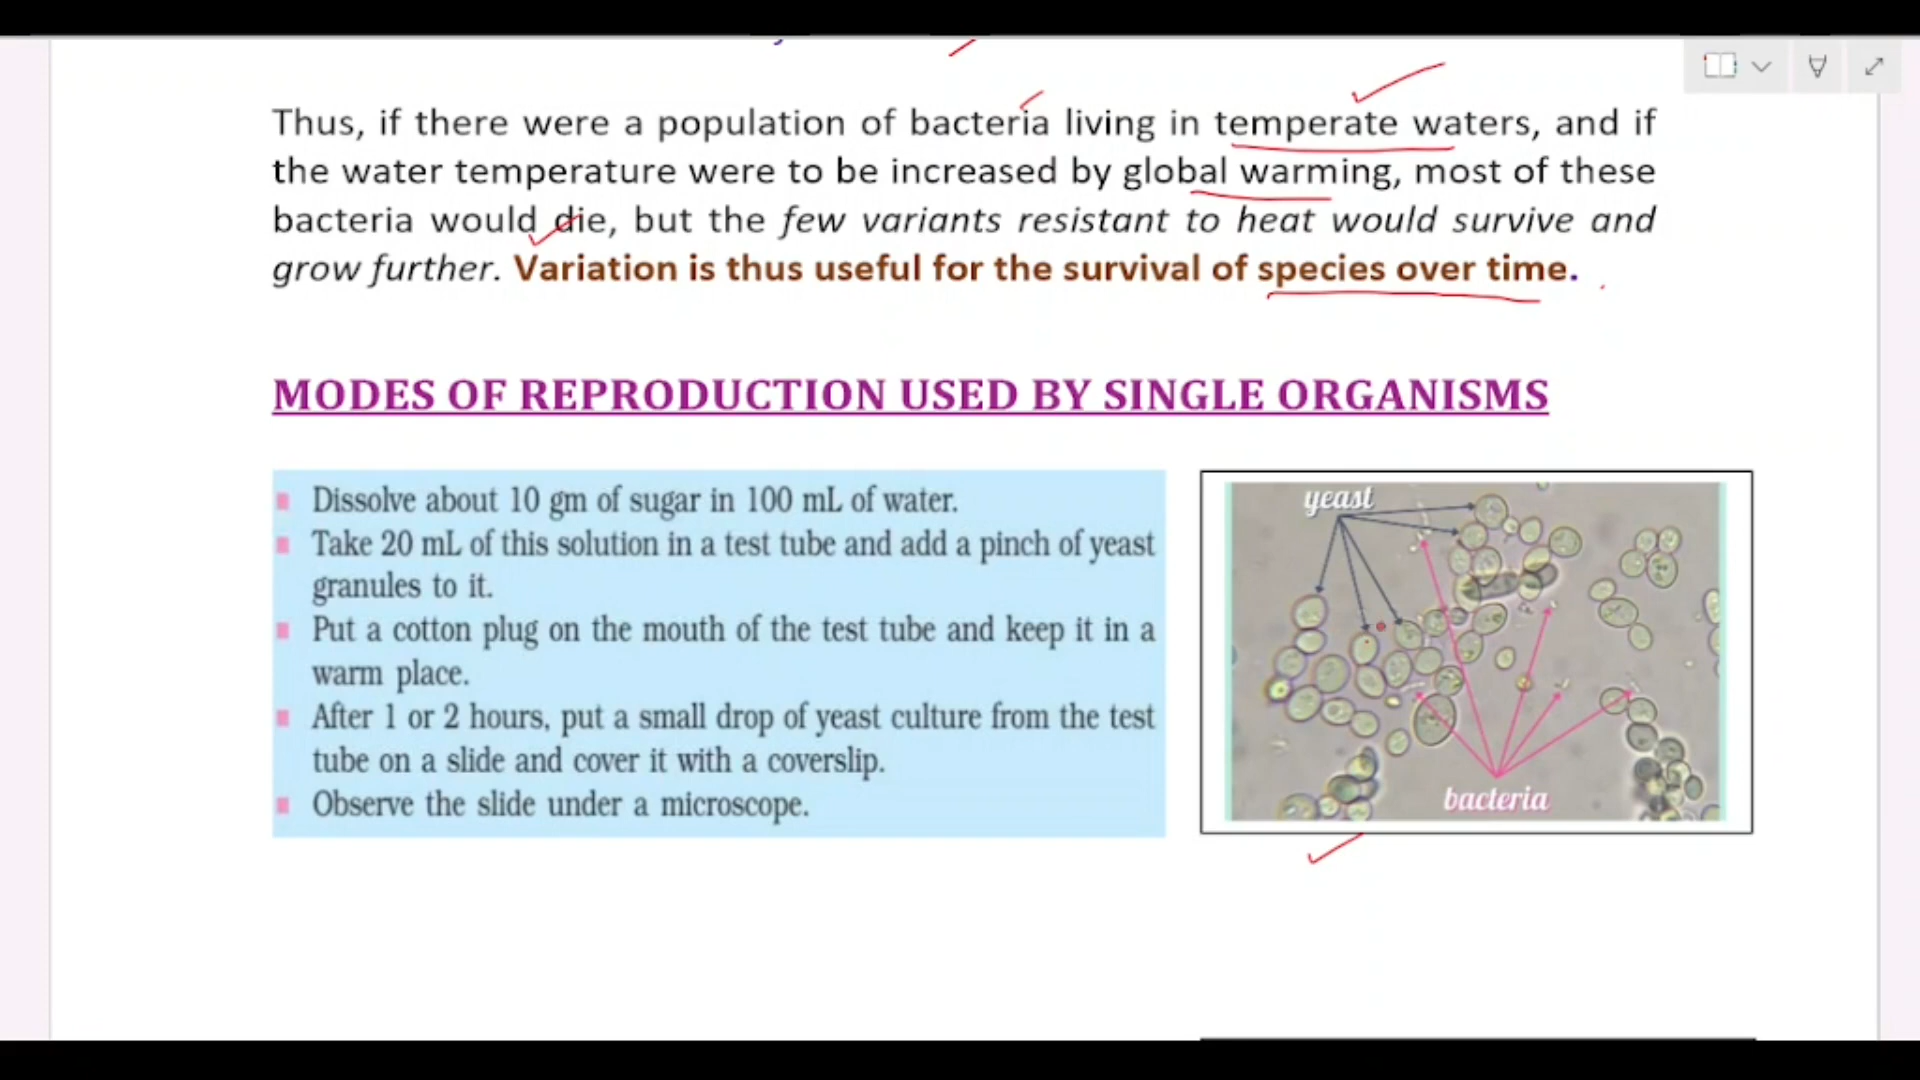 Thus, if there were a population of bacteria living in temperate waters, and if
the water temperature were to be increased by global warming, most of these
bacteria would die, but the few variants resistant to heat would survive and
grow further. Variation is thus useful for the survival of species over time.
MODES OF REPRODUCTION USED BY SINGLE ORGANISMS
Dissolve about 10 gm of sugar in 100 mL of water.
Take 20 mL of this solution in a test tube and add a pinch of yeast
granules to it.
Put a cotton plug on the mouth of the test tube and keep it in a
warm place.
After 1 or 2 hours, put a small drop of yeast culture from the test
tube on a slide and cover it with a coverslip.
Observe the slide under a microscope.
yeast
bacteria